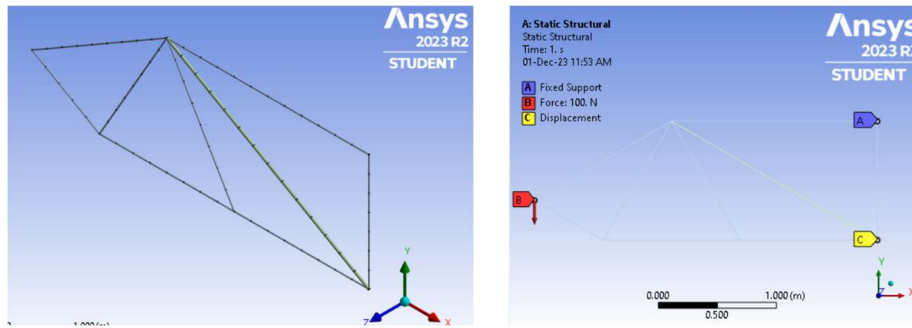 Ansys
2023 R2
STUDENT
Y
Z
X
A: Static Structural
Static Structural
Time: 1. s
01-Dec-23 11:53 AM
A Fixed Support
B Force: 100. N
C Displacement
Ansys
STUDENT
A
B
C
0.000
1.000 (m)
0.500
Y
Z
X